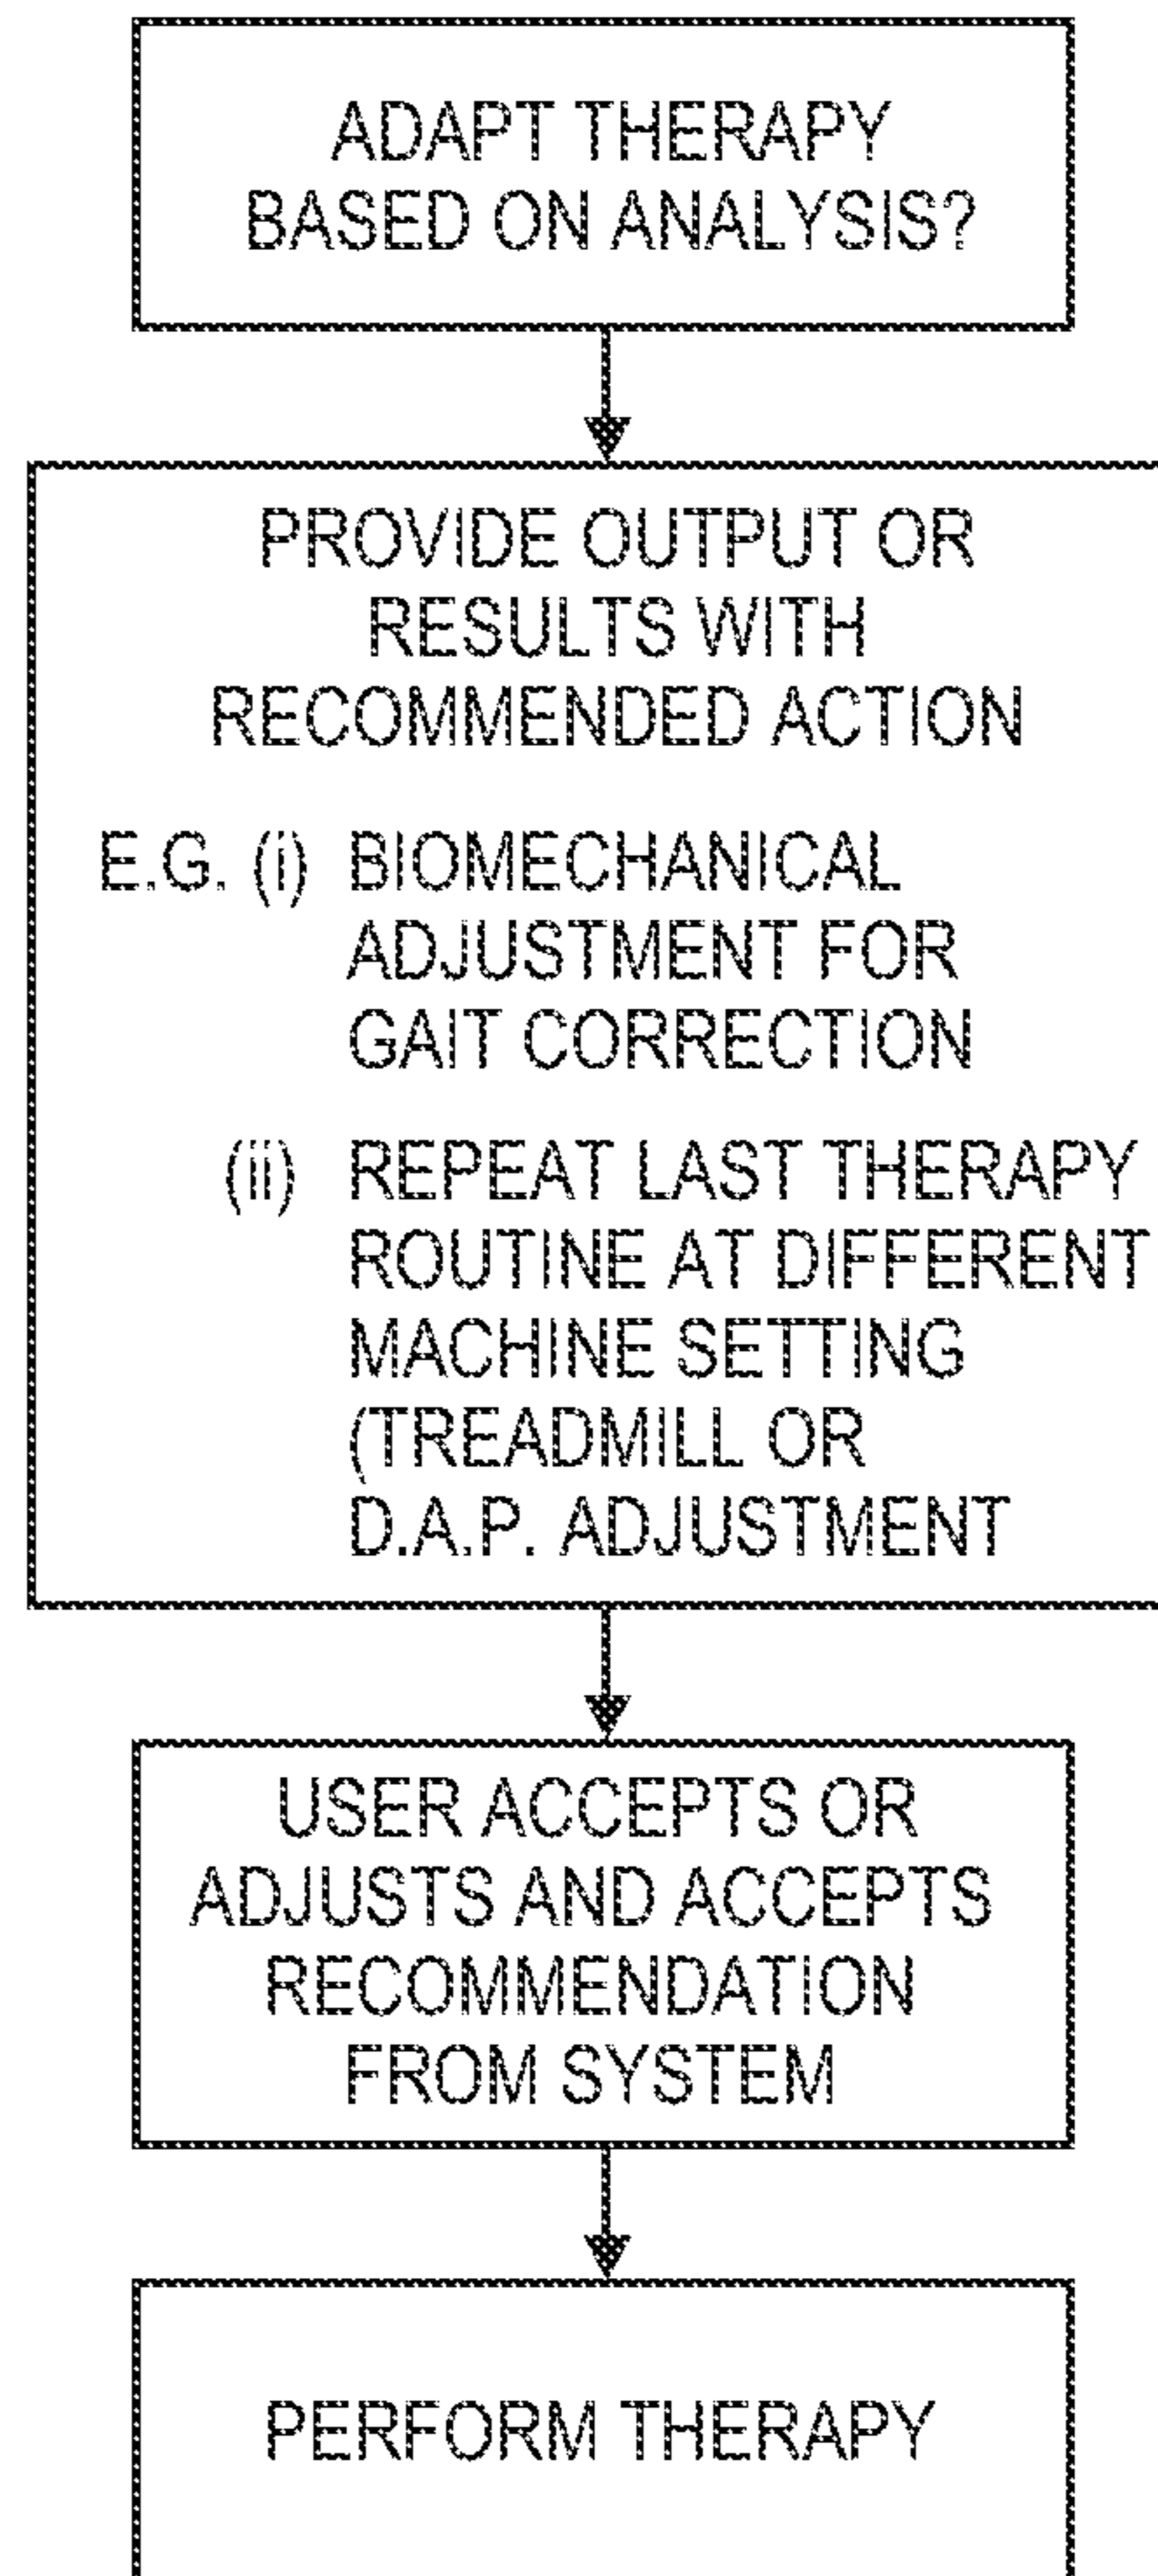 ADAPT THERAPY
BASED ON ANALYSIS?
PROVIDE OUTPUT OR
RESULTS WITH
RECOMMENDED ACTION
E.G. (i) BIOMECHANICAL
ADJUSTMENT FOR
GAIT CORRECTION
(ii) REPEAT LAST THERAPY
ROUTINE AT DIFFERENT
MACHINE SETTING
(TREADMILL OR
D.A.P. ADJUSTMENT
USER ACCEPTS OR
ADJUSTS AND ACCEPTS
RECOMMENDATION
FROM SYSTEM
PERFORM THERAPY